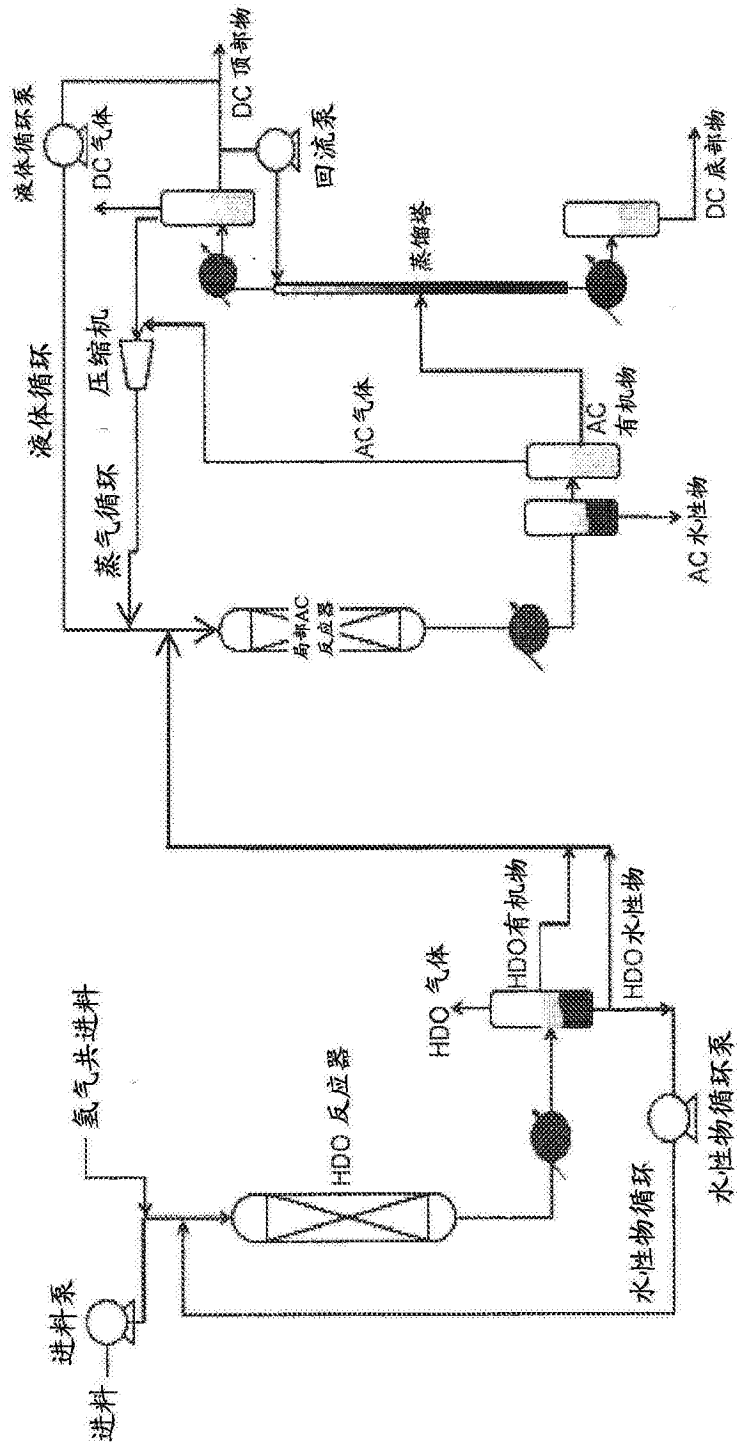 进料
进料泵
氢气共进料
HDO 反应器
水性物循环
水性物循环泵
HDO 气体
HDO有机物
HDO 水性物
液体循环
蒸气循环
压缩机
局部AC
反应器
AC气体
AC 水性物
AC
有机物
液体循环泵
DC 气体
DC 顶部物
回流泵
蒸馏塔
DC 底部物